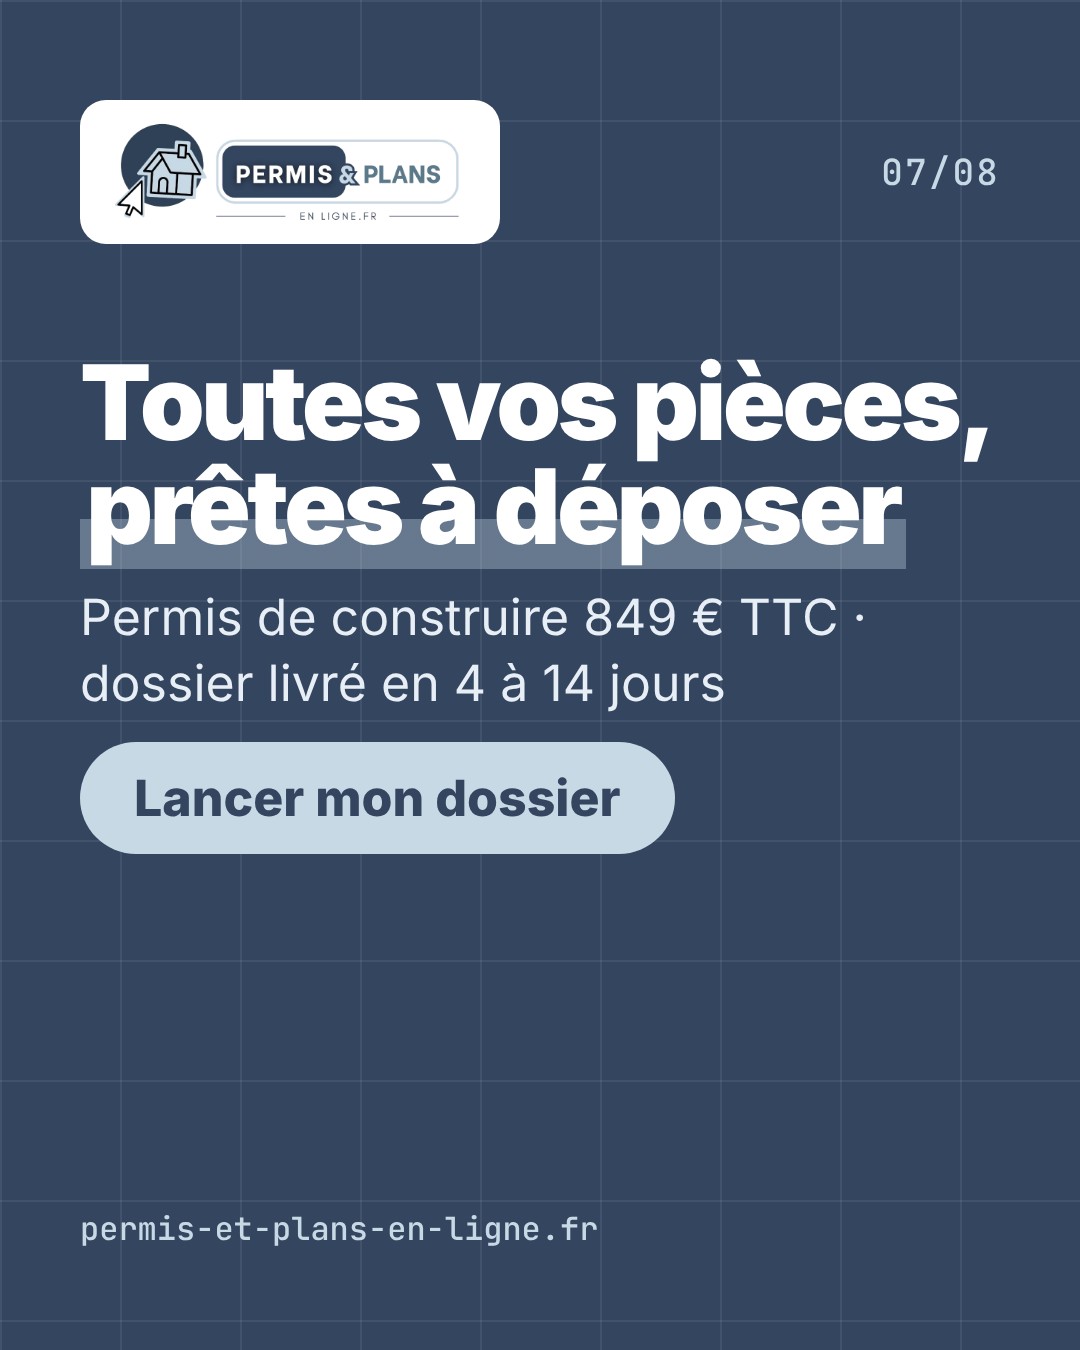 PERMIS & PLANS
EN LIGNE.FR
07/08
Toutes vos pièces,
prêtes à déposer
Permis de construire 849 € TTC ·
dossier livré en 4 à 14 jours
Lancer mon dossier
permis-et-plans-en-ligne.fr